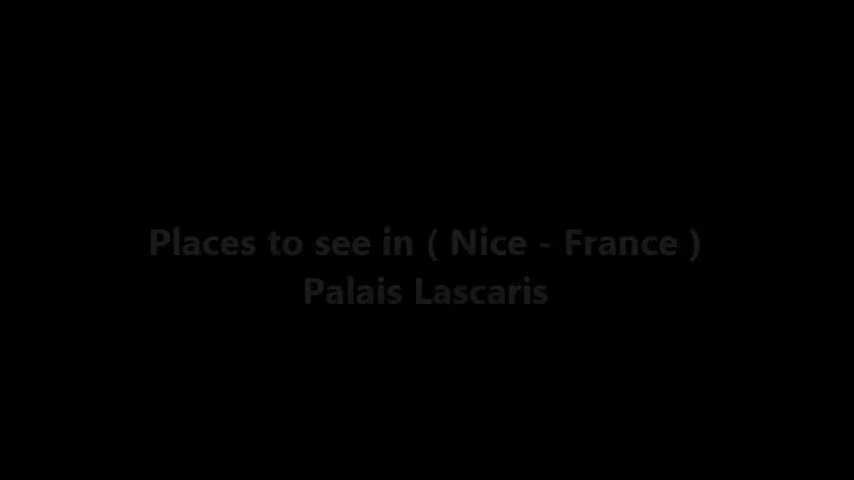 Places to see in ( Nice - France )
Palais Lascaris